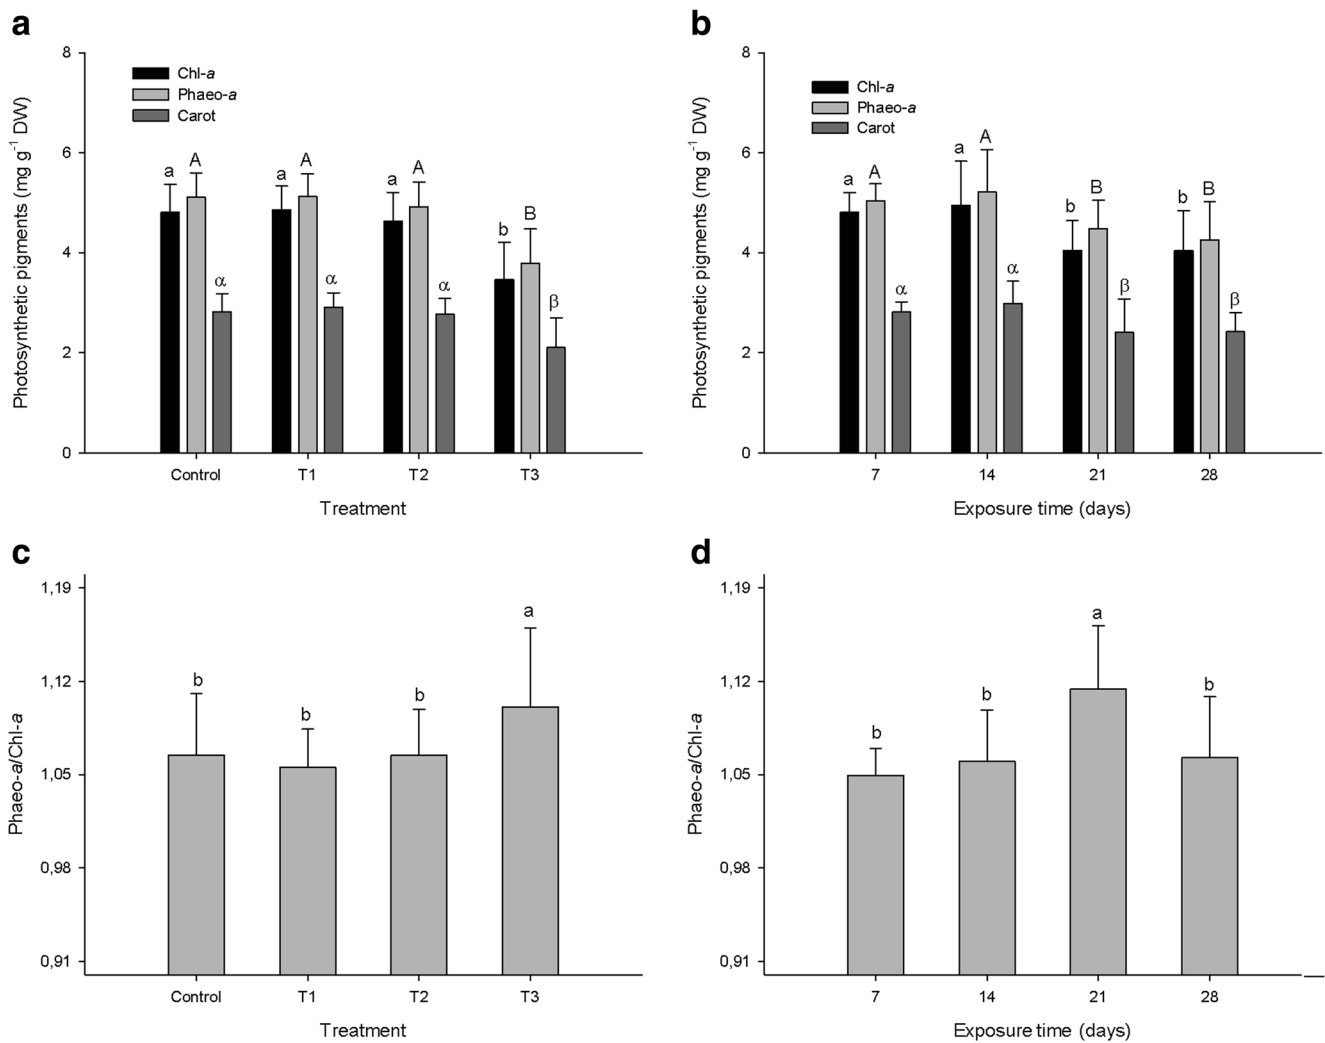 a
8
6
4
2
0
Photosynthetic pigments (mg g⁻¹ DW)
Chl-a
Phaeo-a
Carot
a A α
a A α
a A α
b B β
Control T1 T2 T3
Treatment
b
8
6
4
2
0
Photosynthetic pigments (mg g⁻¹ DW)
Chl-a
Phaeo-a
Carot
a A α
a A α
b B β
b B β
7 14 21 28
Exposure time (days)
c
1,19
1,12
1,05
0,98
0,91
Phaeo-a/Chl-a
b b b a
Control T1 T2 T3
Treatment
d
1,19
1,12
1,05
0,98
0,91
Phaeo-a/Chl-a
b b a b
7 14 21 28
Exposure time (days)